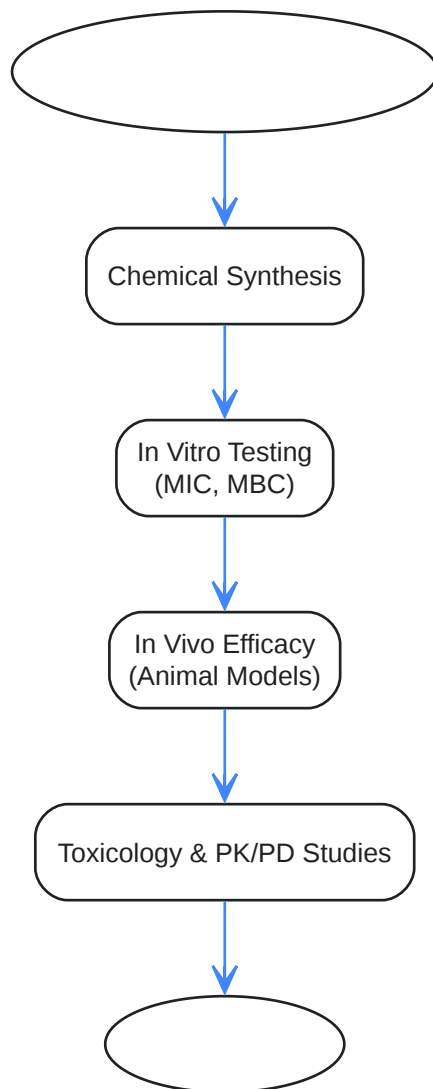 Chemical Synthesis
In Vitro Testing
(MIC, MBC)
In Vivo Efficacy
(Animal Models)
Toxicology & PK/PD Studies